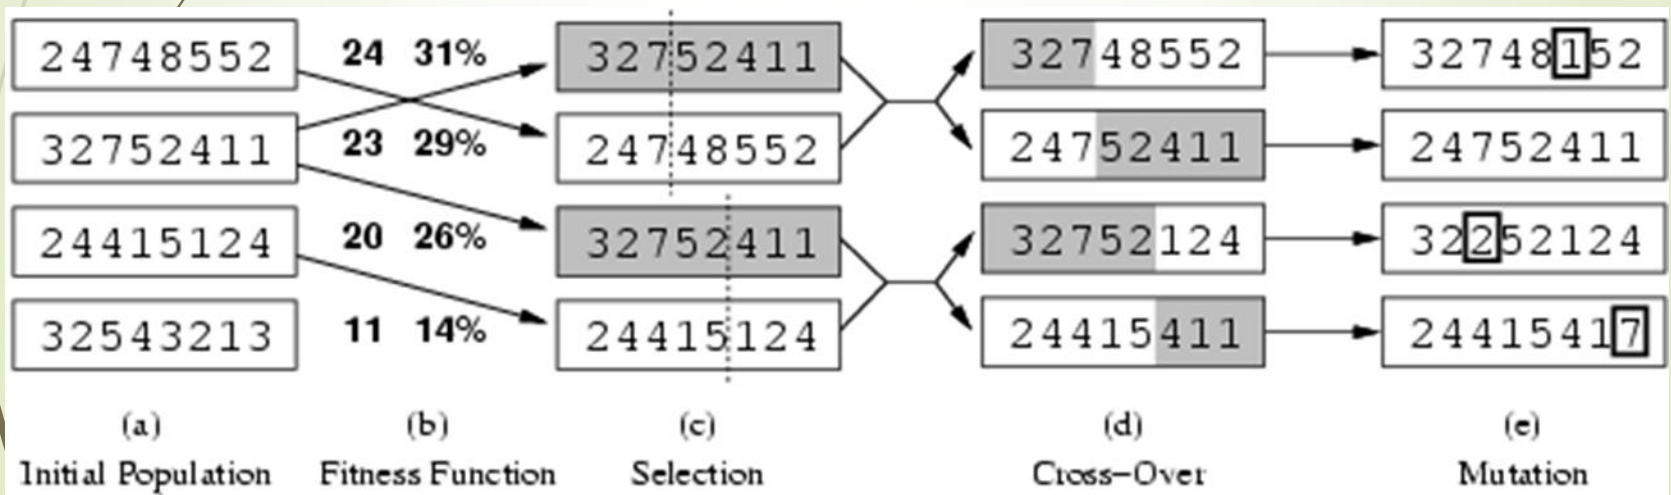 24748552 24 31% 32752411 32748552 32748152
32752411 23 29% 24748552 24752411 24752411
24415124 20 26% 32752411 32752124 32252124
32543213 11 14% 24415124 24415411 24415417
(a) (b) (c) (d) (e)
Initial Population Fitness Function Selection Cross-Over Mutation